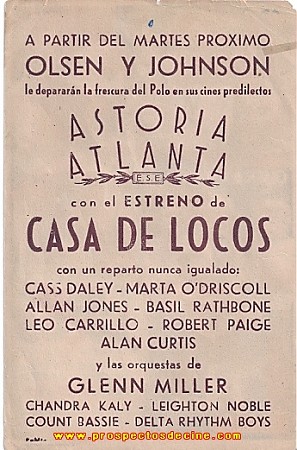 A PARTIR DEL MARTES PROXIMO
OLSEN Y JOHNSON
le depararán la frescura del Polo en sus cines predilectos
ASTORIA
ATLANTA
E.S.E
con el ESTRENO de
CASA DE LOCOS
con un reparto nunca igualado:
CASS DALEY - MARTA O'DRISCOLL
ALLAN JONES - BASIL RATHBONE
LEO CARRILLO - ROBERT PAIGE
ALAN CURTIS
y las orquestas de
GLENN MILLER
CHANDRA KALY - LEIGHTON NOBLE
COUNT BASSIE - DELTA RHYTHM BOYS
www.prospectosdecine.com